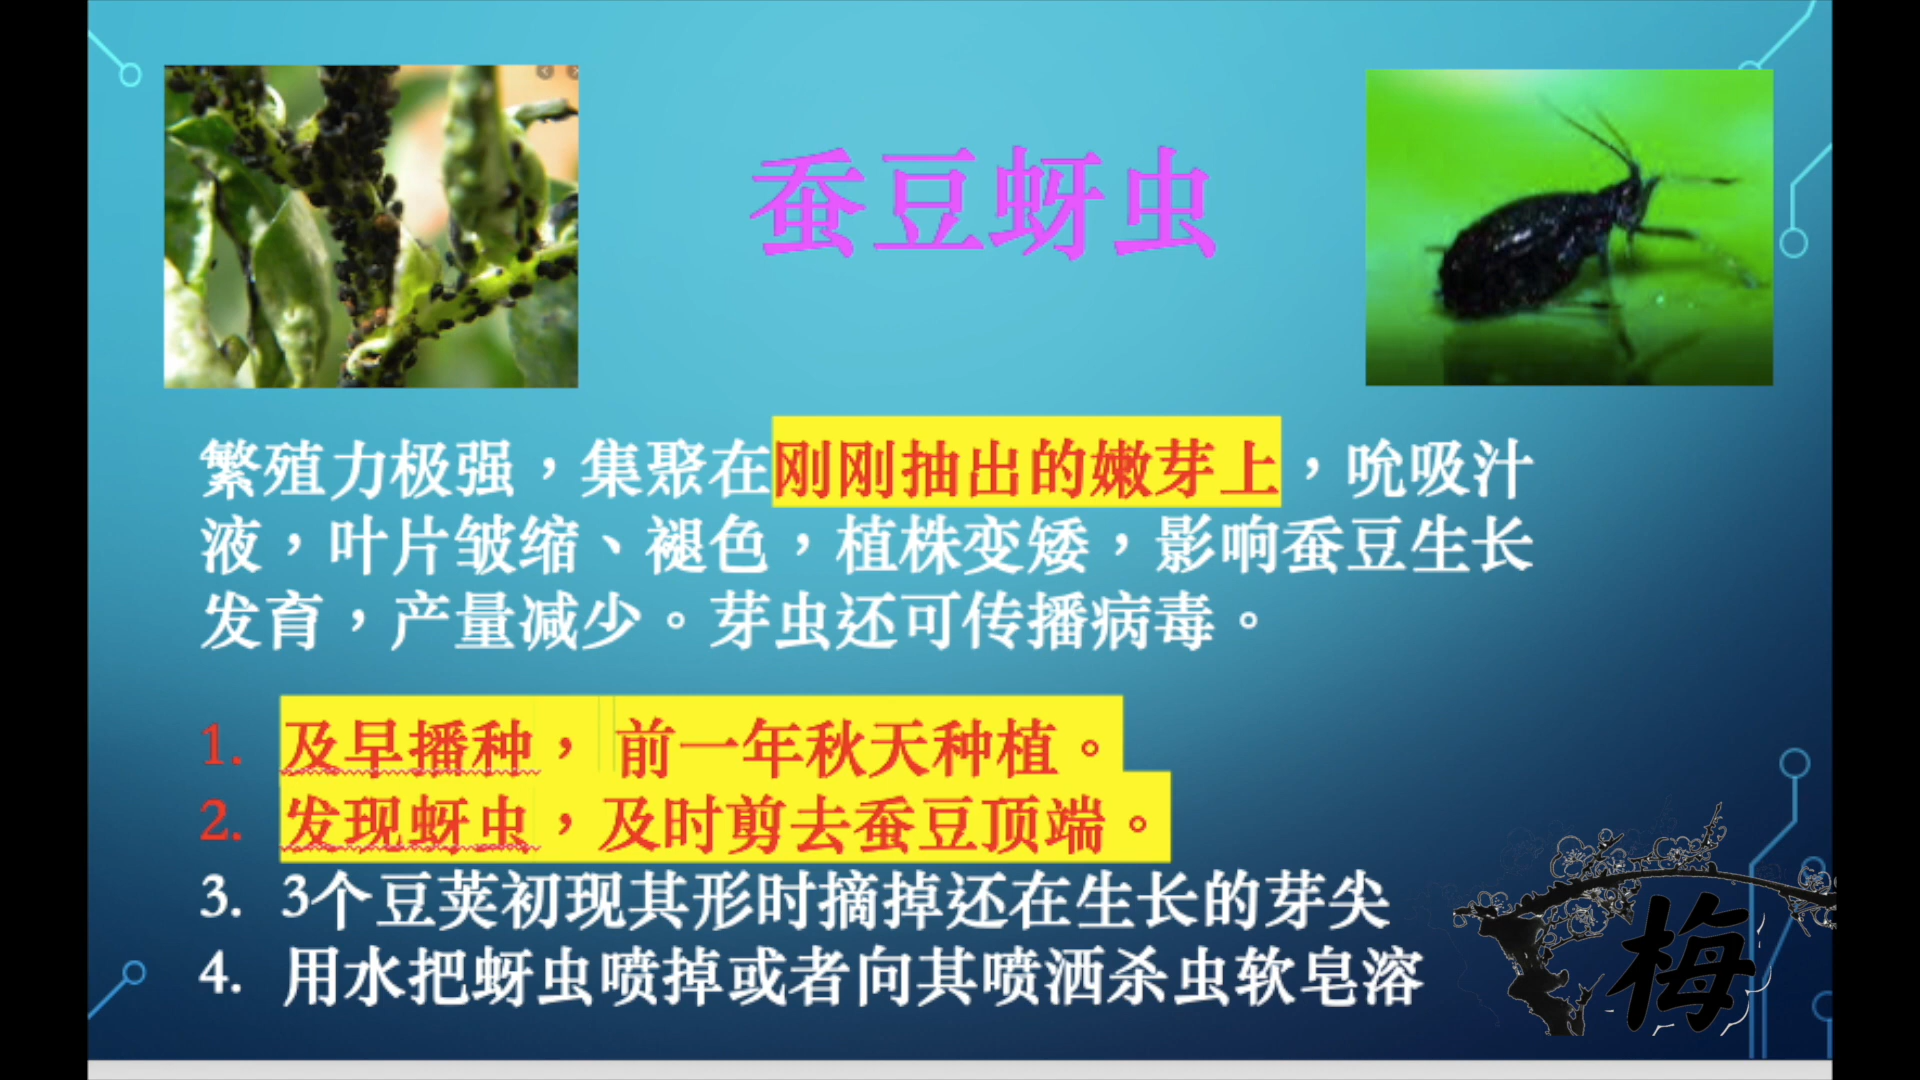 蚕豆蚜虫
繁殖力极强，集聚在刚刚抽出的嫩芽上，吮吸汁
液，叶片皱缩、褪色，植株变矮，影响蚕豆生长
发育，产量减少。芽虫还可传播病毒。
1. 及早播种， 前一年秋天种植。
2. 发现蚜虫，及时剪去蚕豆顶端。
3. 3个豆荚初现其形时摘掉还在生长的芽尖
4. 用水把蚜虫喷掉或者向其喷洒杀虫软皂溶
梅